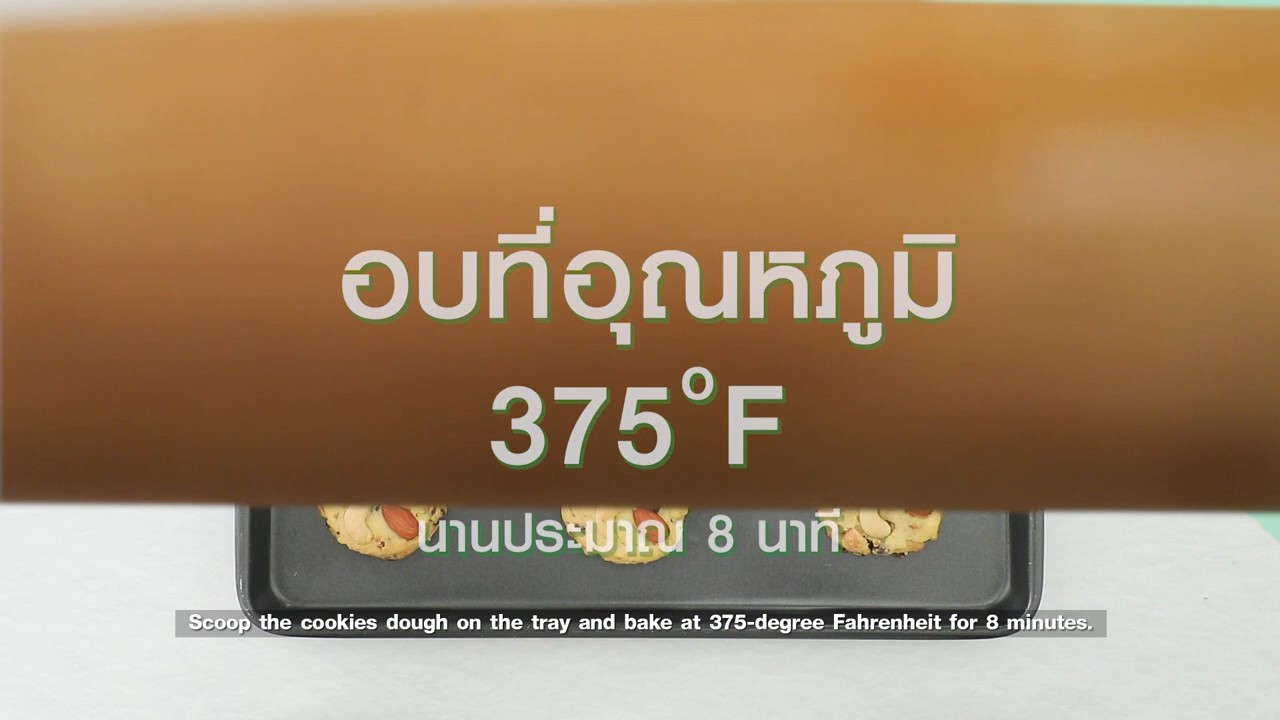 อบที่อุณหภูมิ
375°F
นานประมาณ 8 นาที
Scoop the cookies dough on the tray and bake at 375-degree Fahrenheit for 8 minutes.